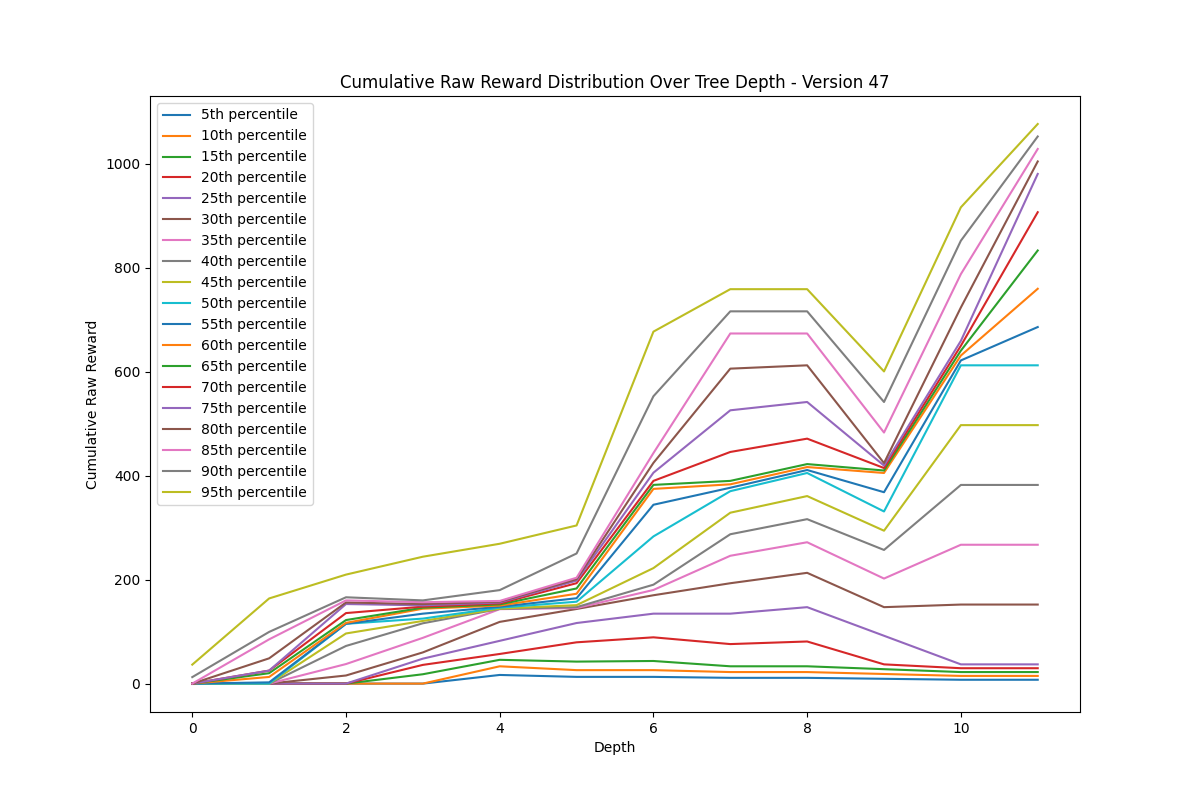 Cumulative Raw Reward Distribution Over Tree Depth - Version 47
5th percentile
10th percentile
15th percentile
20th percentile
25th percentile
30th percentile
35th percentile
40th percentile
45th percentile
50th percentile
55th percentile
60th percentile
65th percentile
70th percentile
75th percentile
80th percentile
85th percentile
90th percentile
95th percentile
Cumulative Raw Reward
1000
800
600
400
200
0
0 2 4 6 8 10
Depth